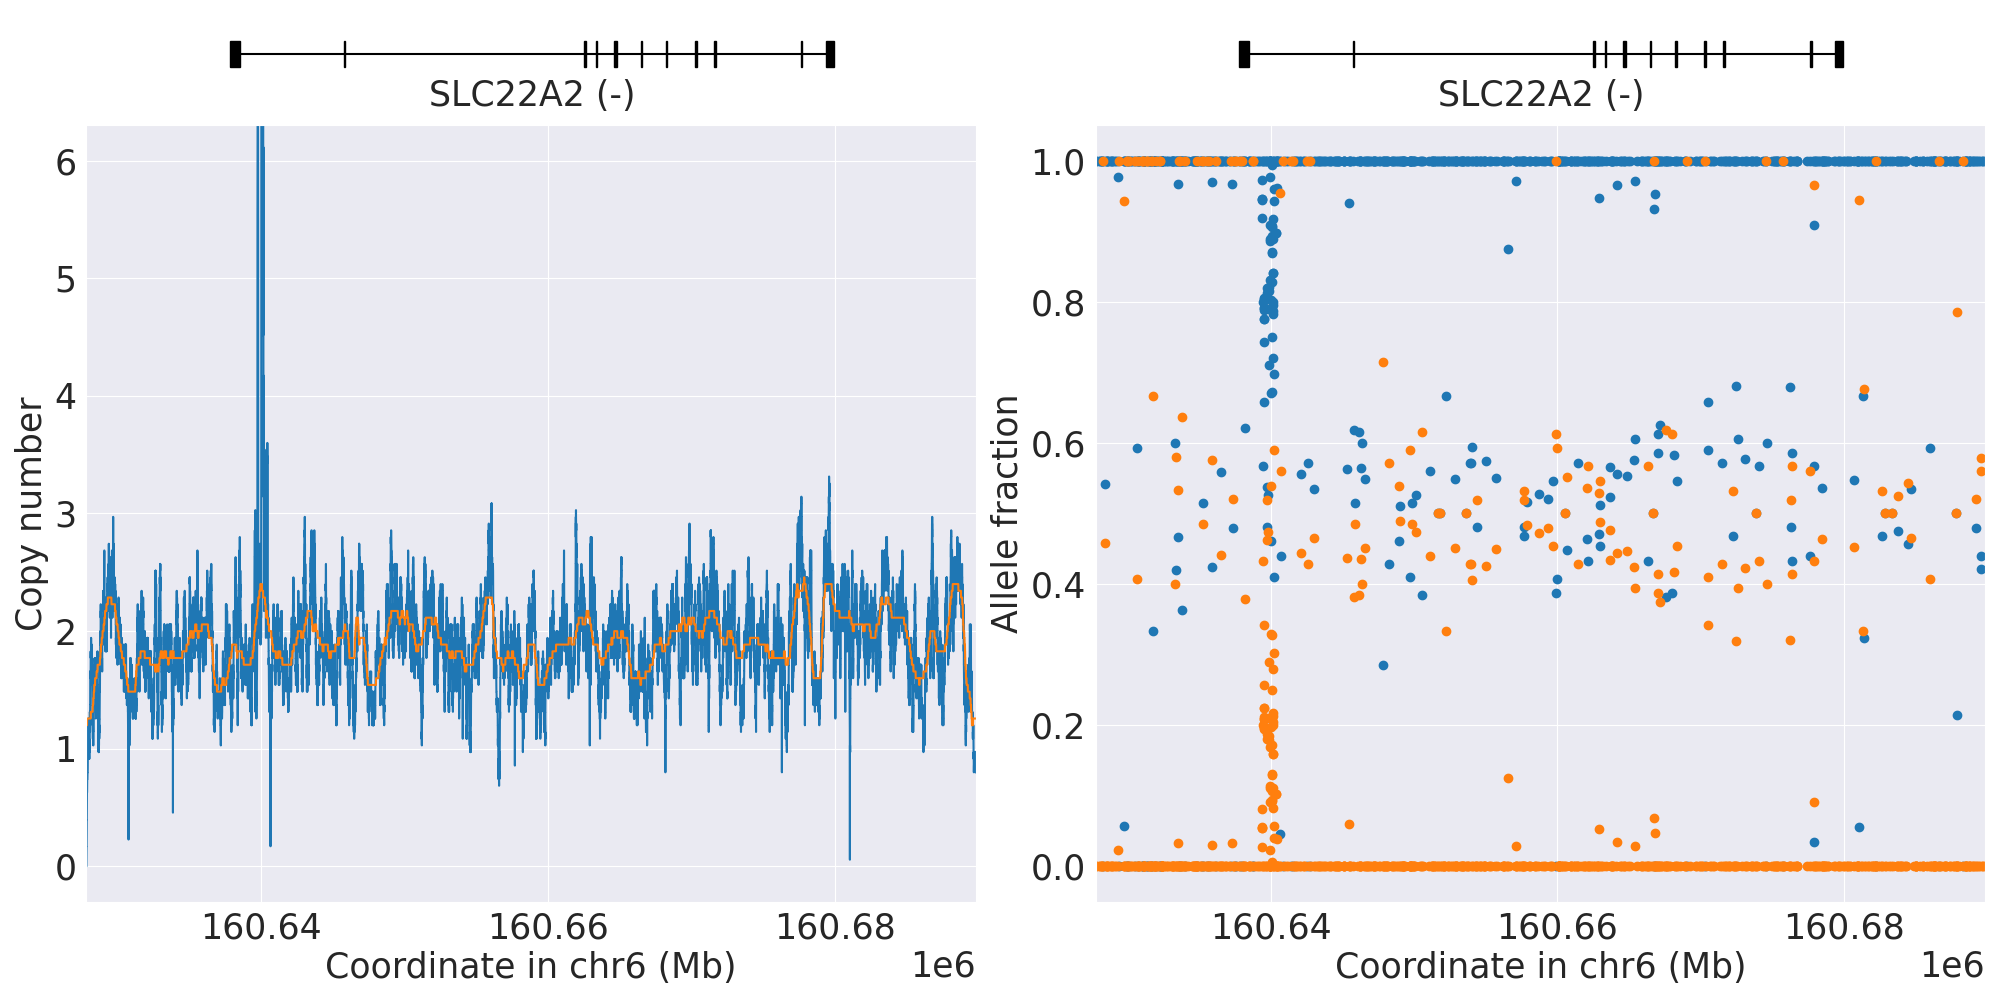 SLC22A2 (-)
Copy number
6
5
4
3
2
1
0
160.64
160.66
160.68
Coordinate in chr6 (Mb)
1e6
SLC22A2 (-)
Allele fraction
1.0
0.8
0.6
0.4
0.2
0.0
160.64
160.66
160.68
Coordinate in chr6 (Mb)
1e6